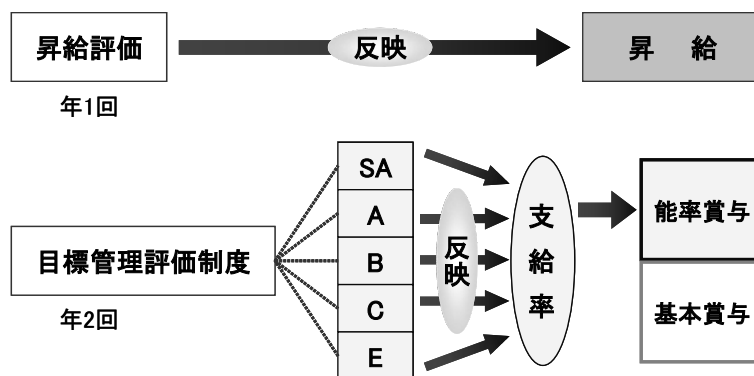 昇給評価
反映
昇　給
年1回
SA
A
B
C
E
目標管理評価制度
年2回
反映
支給率
能率賞与
基本賞与